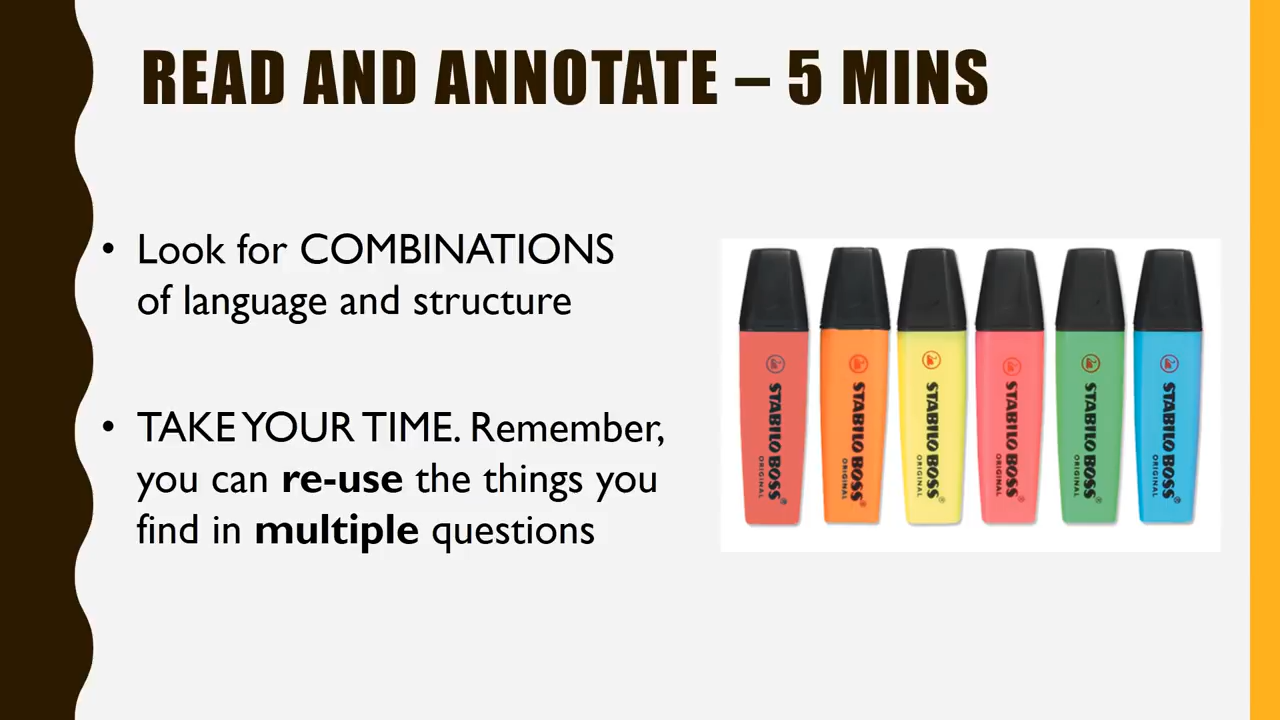 READ AND ANNOTATE – 5 MINS
• Look for COMBINATIONS
of language and structure
• TAKE YOUR TIME. Remember,
you can re-use the things you
find in multiple questions
STABILO BOSS®
ORIGINAL
STABILO BOSS®
ORIGINAL
STABILO BOSS®
ORIGINAL
STABILO BOSS®
ORIGINAL
STABILO BOSS®
ORIGINAL
STABILO BOSS®
ORIGINAL